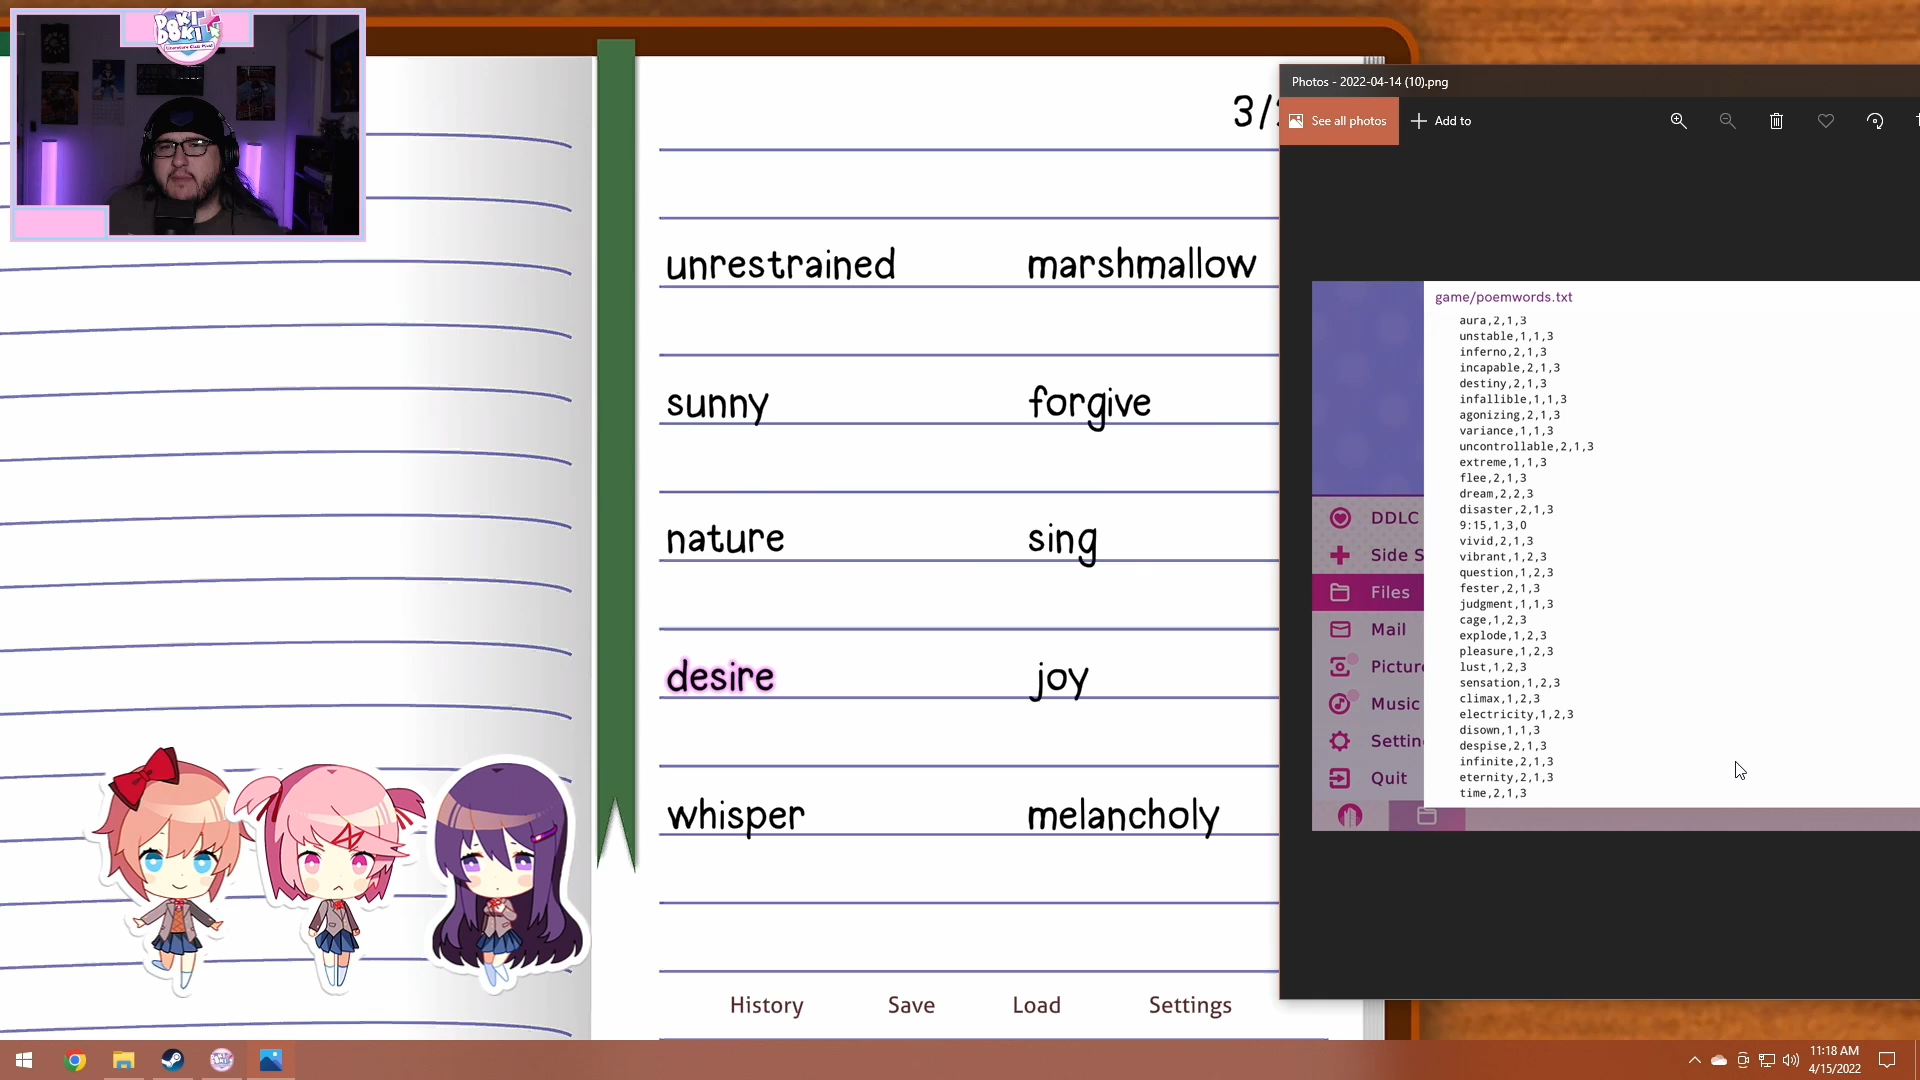 DOKI
DOKI
Literature Club Plus!
3/
unrestrained marshmallow
sunny forgive
nature sing
desire joy
whisper melancholy
History Save Load Settings
Photos - 2022-04-14 (10).png
See all photos Add to
game/poemwords.txt
aura,2,1,3
unstable,1,1,3
inferno,2,1,3
incapable,2,1,3
destiny,2,1,3
infallible,1,1,3
agonizing,2,1,3
variance,1,1,3
uncontrollable,2,1,3
extreme,1,1,3
flee,2,1,3
dream,2,2,3
disaster,2,1,3
9:15,1,3,0
vivid,2,1,3
vibrant,1,2,3
question,1,2,3
fester,2,1,3
judgment,1,1,3
cage,1,2,3
explode,1,2,3
pleasure,1,2,3
lust,1,2,3
sensation,1,2,3
climax,1,2,3
electricity,1,2,3
disown,1,1,3
despise,2,1,3
infinite,2,1,3
eternity,2,1,3
time,2,1,3
DDLC
Side S
Files
Mail
Pictur
Music
Settin
Quit
11:18 AM
4/15/2022